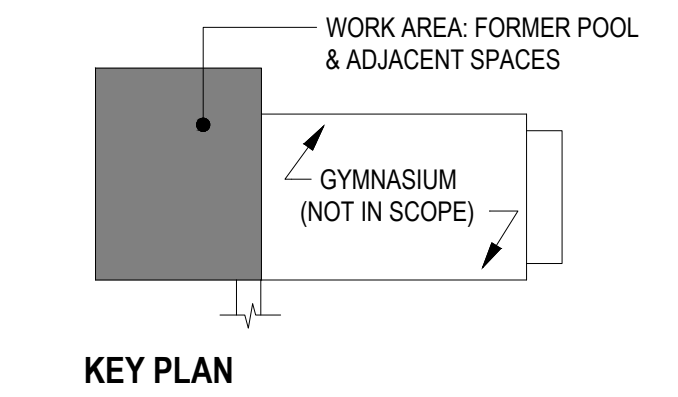 WORK AREA: FORMER POOL
& ADJACENT SPACES
GYMNASIUM
(NOT IN SCOPE)
KEY PLAN